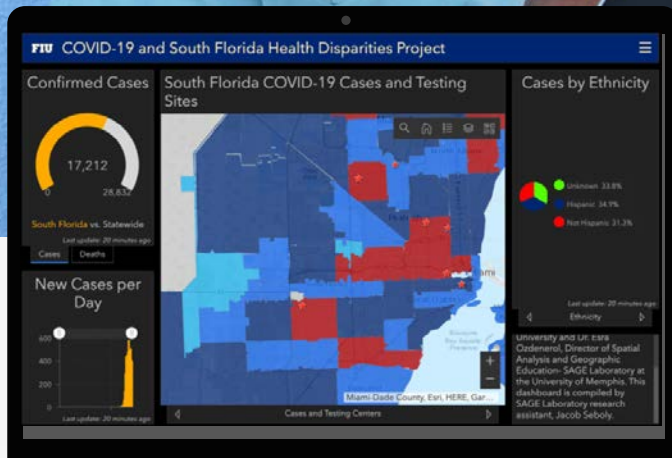 FIU COVID-19 and South Florida Health Disparities Project
Confirmed Cases
17,212
0
28,832
South Florida vs. Statewide
Last update: 20 minutes ago
Cases
Deaths
New Cases per
Day
600
400
200
0
Last update: 20 minutes ago
South Florida COVID-19 Cases and Testing
Sites
Miami-Dade County, Esri, HERE, Gar...
Cases and Testing Centers
Cases by Ethnicity
Unknown 33.8%
Hispanic 34.9%
Not Hispanic 31.3%
Last update: 20 minutes ago
Ethnicity
University and Dr. Esra
Ozdenerol, Director of Spatial
Analysis and Geographic
Education- SAGE Laboratory at
the University of Memphis. This
dashboard is compiled by
SAGE Laboratory research
assistant, Jacob Seboly.